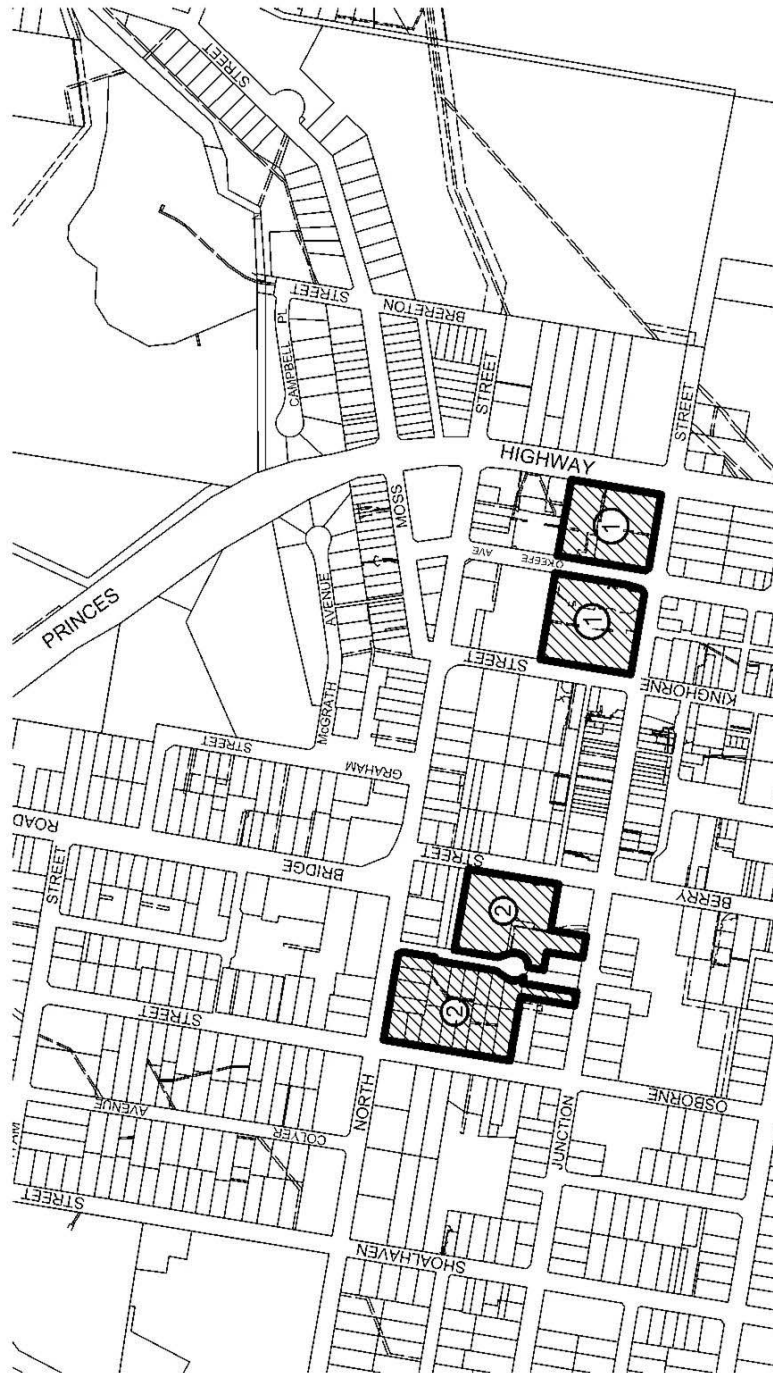 STREET
CAMPBELL PL
STREET
BRERETON
STREET
HIGHWAY
STREET
MOSS
PRINCES
AVENUE
McGRATH
O'KEEFE
AVE
1
1
STREET
KINGHORNE
STREET
GRAHAM
ROAD
BRIDGE
STREET
BERRY
STREET
2
2
STREET
NORTH
OSBORNE
JUNCTION
AVENUE
COLYER
STREET
SHOALHAVEN